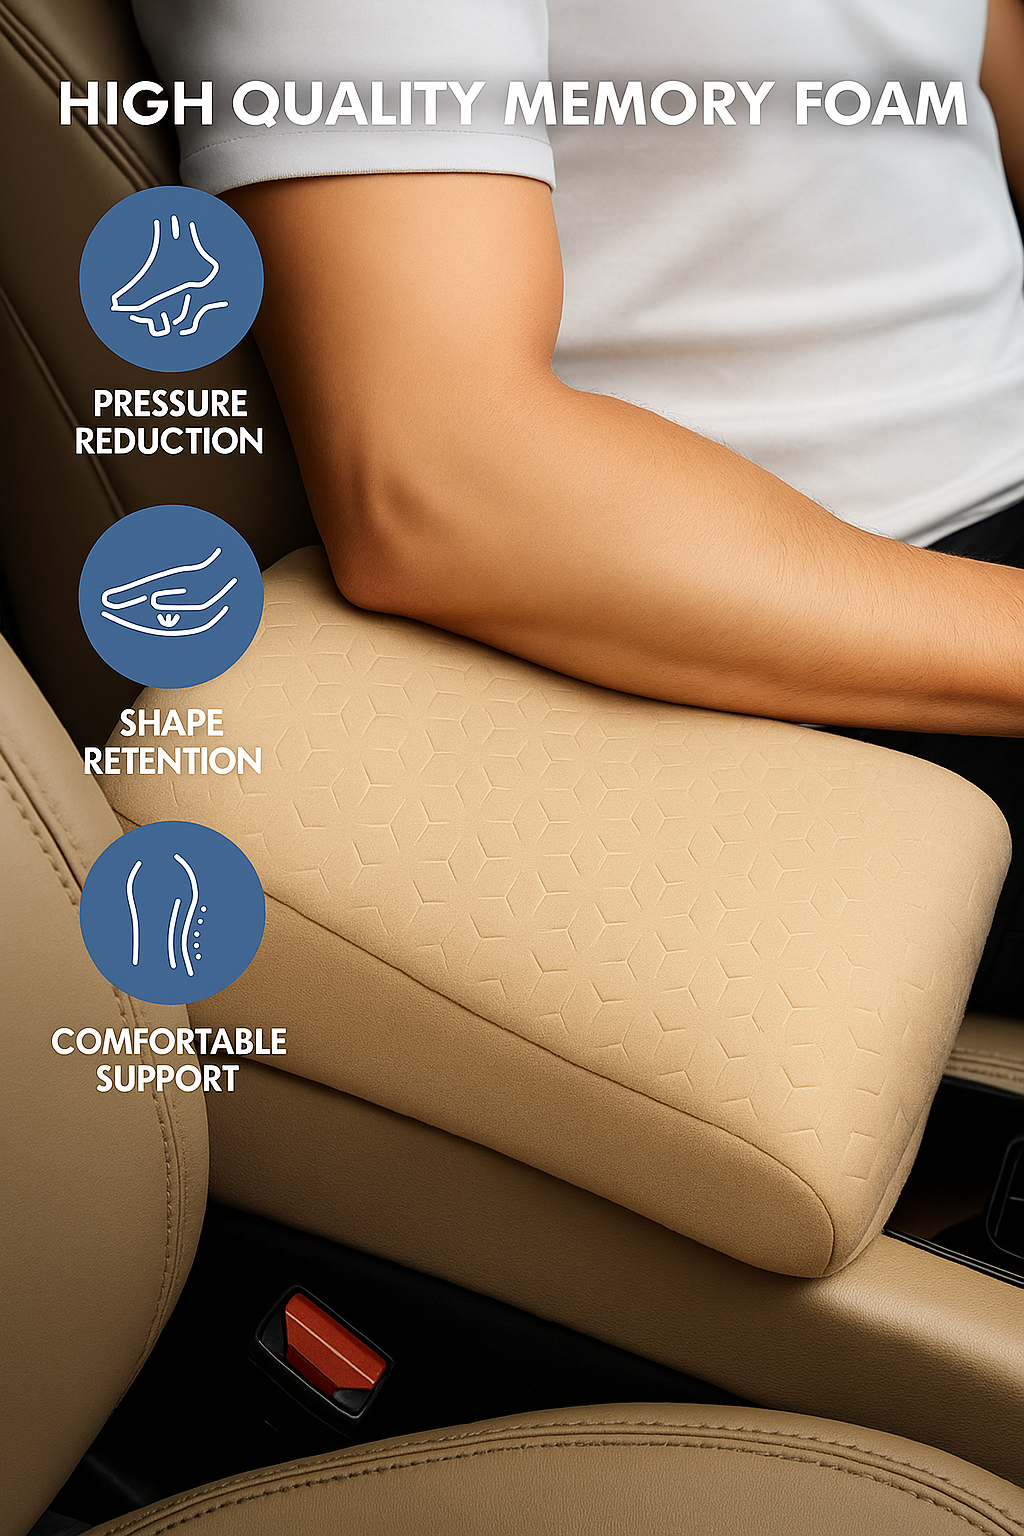 HIGH QUALITY MEMORY FOAM
PRESSURE
REDUCTION
SHAPE
RETENTION
COMFORTABLE
SUPPORT